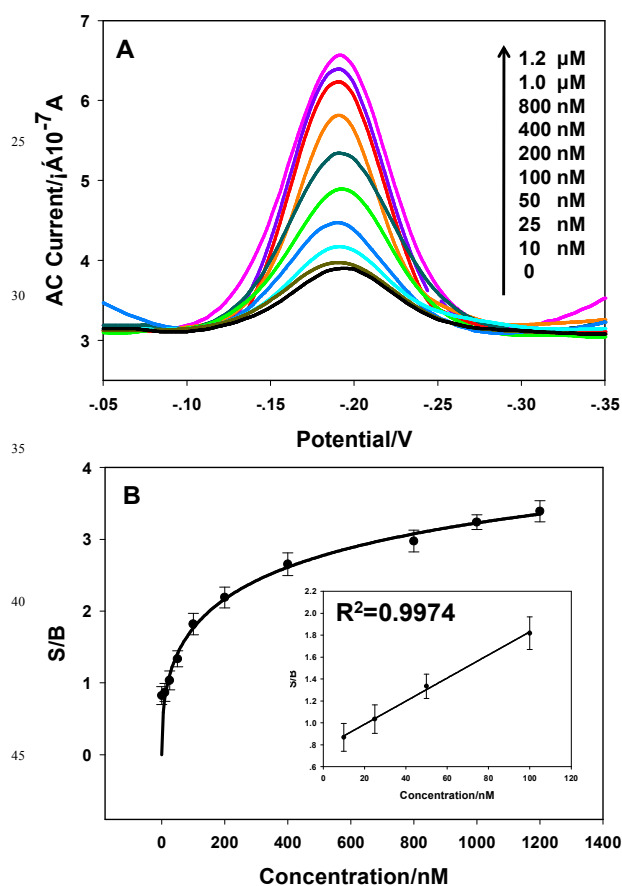 A
AC Current/¡Á10⁻⁷A
7
6
5
4
3
1.2 µM
1.0 µM
800 nM
400 nM
200 nM
100 nM
50 nM
25 nM
10 nM
0
-.05 -.10 -.15 -.20 -.25 -.30 -.35
Potential/V
25
30
35
40
45
B
S/B
4
3
2
1
0
R²=0.9974
S/B
2.2
2.0
1.8
1.6
1.4
1.2
1.0
.8
.6
0 20 40 60 80 100 120
Concentration/nM
0 200 400 600 800 1000 1200 1400
Concentration/nM